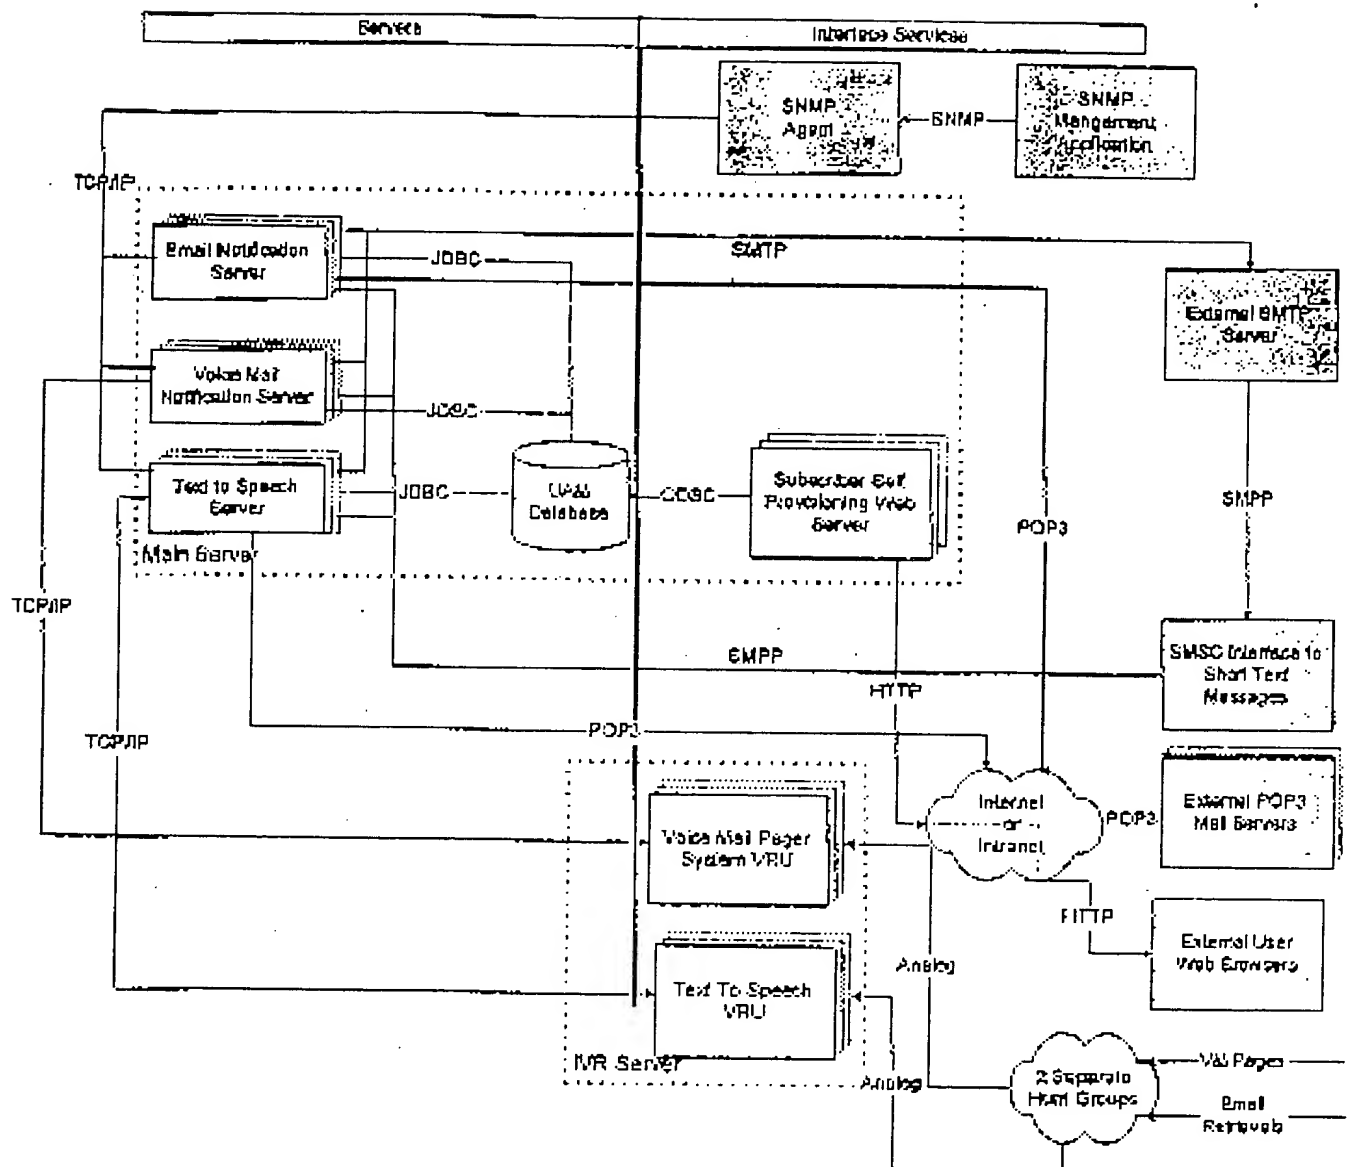 Services
Interface Services
SNMP
Agent
SNMP
SNMP
Mangement
Application
TCP/IP
Email Notification
Server
JDBC
SMTP
External SMTP
Server
Voice Mail
Notification Server
JDBC
Text to Speech
Server
JDBC
Database
Subscriber Self
Provisioning Web
Server
SMPP
POP3
Main Server
TCP/IP
SMPP
SMSC Interface to
Short Text
Messages
HTTP
TCP/IP
POP3
Internet
or
Intranet
POP3
External POP3
Mail Servers
Voice Mail Pager
System VRU
HTTP
External User
Web Browsers
Analog
Text To Speech
VRU
IVR Server
Analog
2 Separate
Hunt Groups
VM Pages
Email
Retrievals